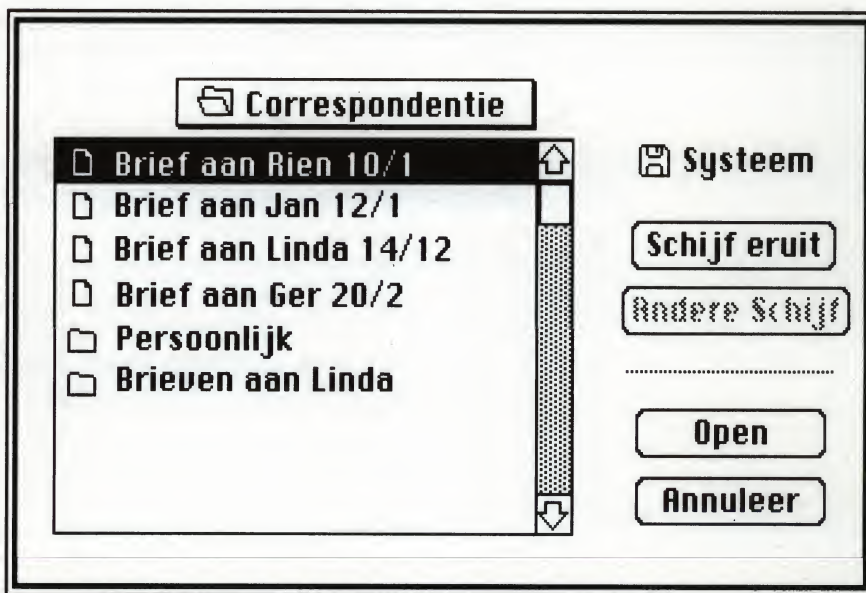 Correspondentie
Brief aan Rien 10/1
Brief aan Jan 12/1
Brief aan Linda 14/12
Brief aan Ger 20/2
Persoonlijk
Brieven aan Linda
Systeem
Schijf eruit
Andere Schijf
Open
Annuleer